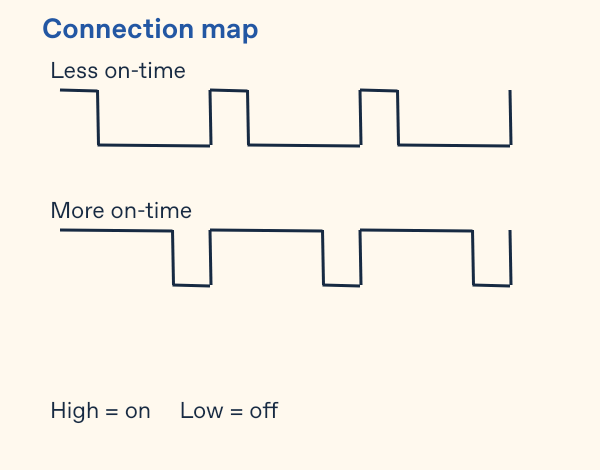 Connection map
Less on-time
More on-time
High = on Low = off